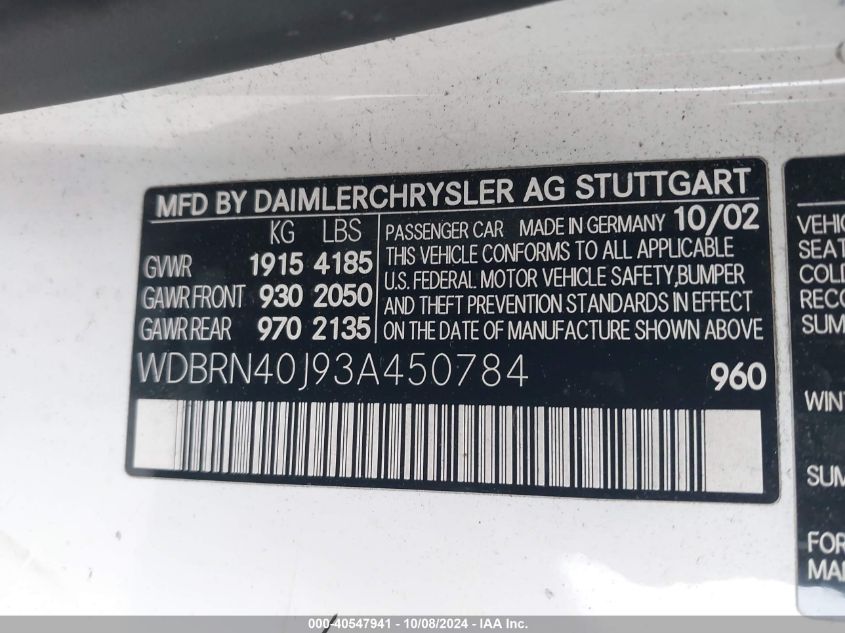 MFD BY DAIMLERCHRYSLER AG STUTTGART
KG LBS
GVWR 1915 4185
GAWR FRONT 930 2050
GAWR REAR 970 2135
PASSENGER CAR MADE IN GERMANY 10/02
THIS VEHICLE CONFORMS TO ALL APPLICABLE
U.S. FEDERAL MOTOR VEHICLE SAFETY,BUMPER
AND THEFT PREVENTION STANDARDS IN EFFECT
ON THE DATE OF MANUFACTURE SHOWN ABOVE
WDBRN40J93A450784 960
VEHIC
SEAT
COLD
RECO
SUM
WINT
SUM
FOR
MAN
000-40547941 - 10/08/2024 - IAA Inc.